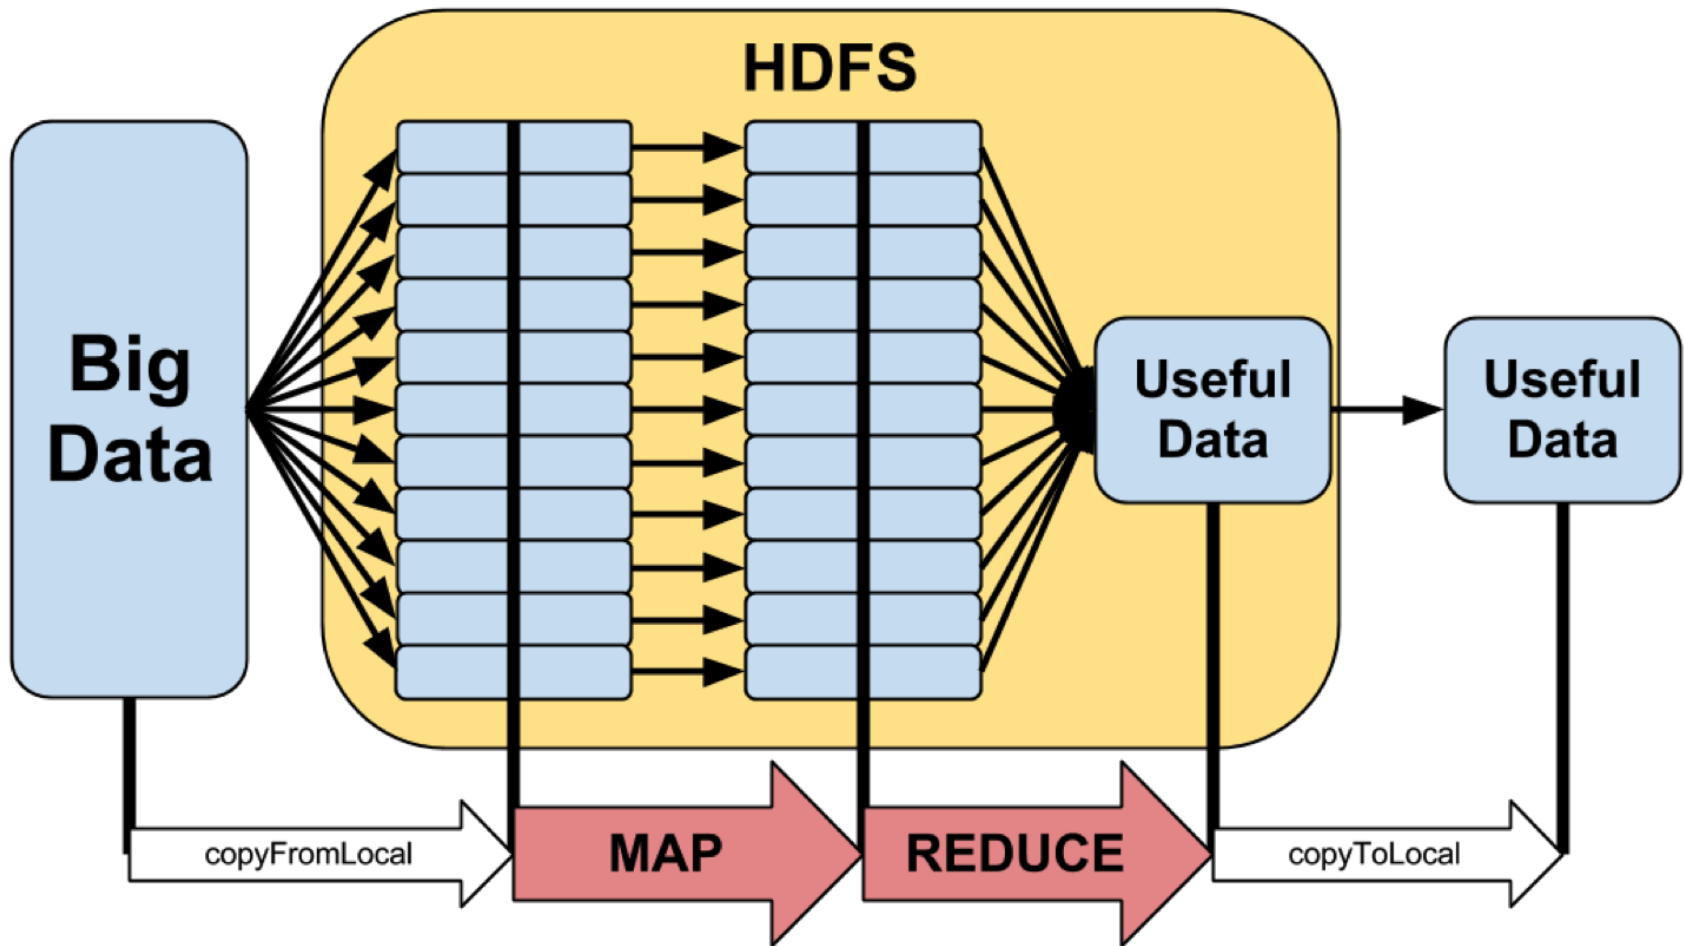 HDFS
Big
Data
Useful
Data
Useful
Data
copyFromLocal
MAP
REDUCE
copyToLocal